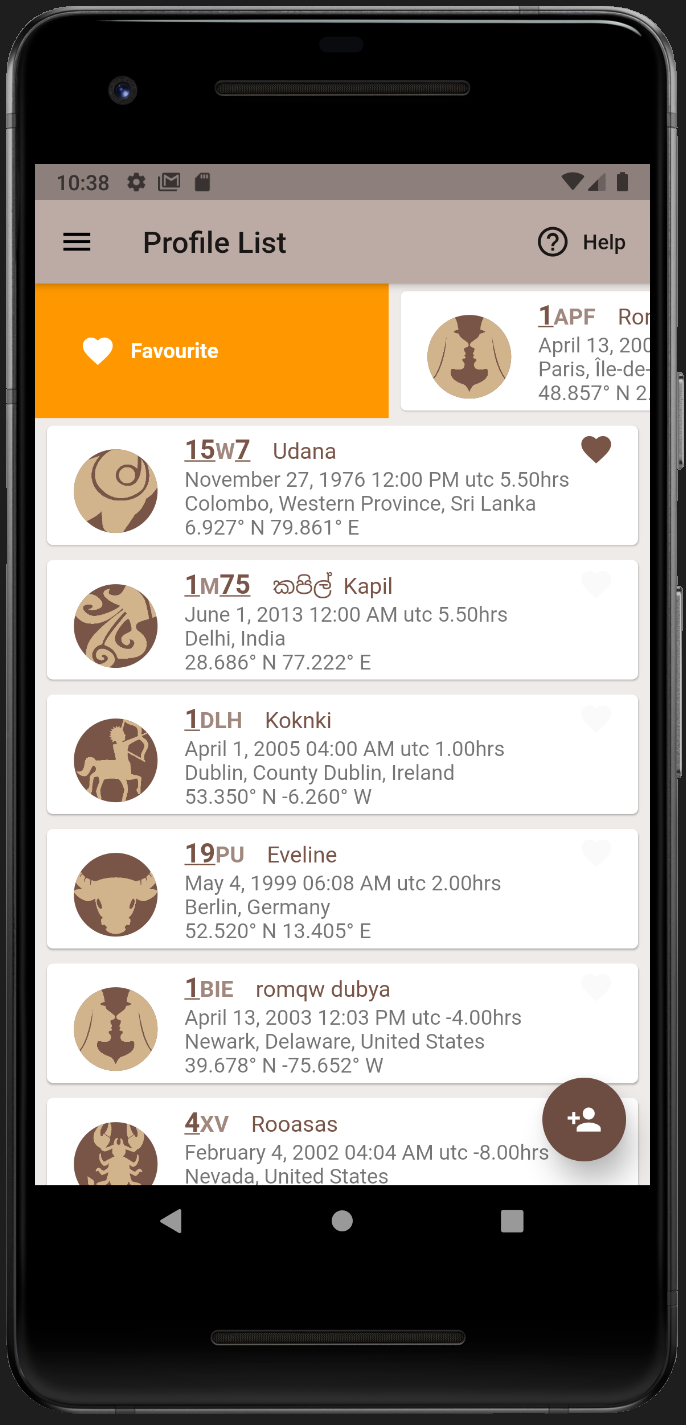 10:38
Profile List
Help
Favourite
1APF
April 13, 200
Paris, Île-de-
48.857° N 2.
15W7 Udana
November 27, 1976 12:00 PM utc 5.50hrs
Colombo, Western Province, Sri Lanka
6.927° N 79.861° E
1M75 කපිල් Kapil
June 1, 2013 12:00 AM utc 5.50hrs
Delhi, India
28.686° N 77.222° E
1DLH Koknki
April 1, 2005 04:00 AM utc 1.00hrs
Dublin, County Dublin, Ireland
53.350° N -6.260° W
19PU Eveline
May 4, 1999 06:08 AM utc 2.00hrs
Berlin, Germany
52.520° N 13.405° E
1BIE romqw dubya
April 13, 2003 12:03 PM utc -4.00hrs
Newark, Delaware, United States
39.678° N -75.652° W
4XV Rooasas
February 4, 2002 04:04 AM utc -8.00hrs
Nevada, United States